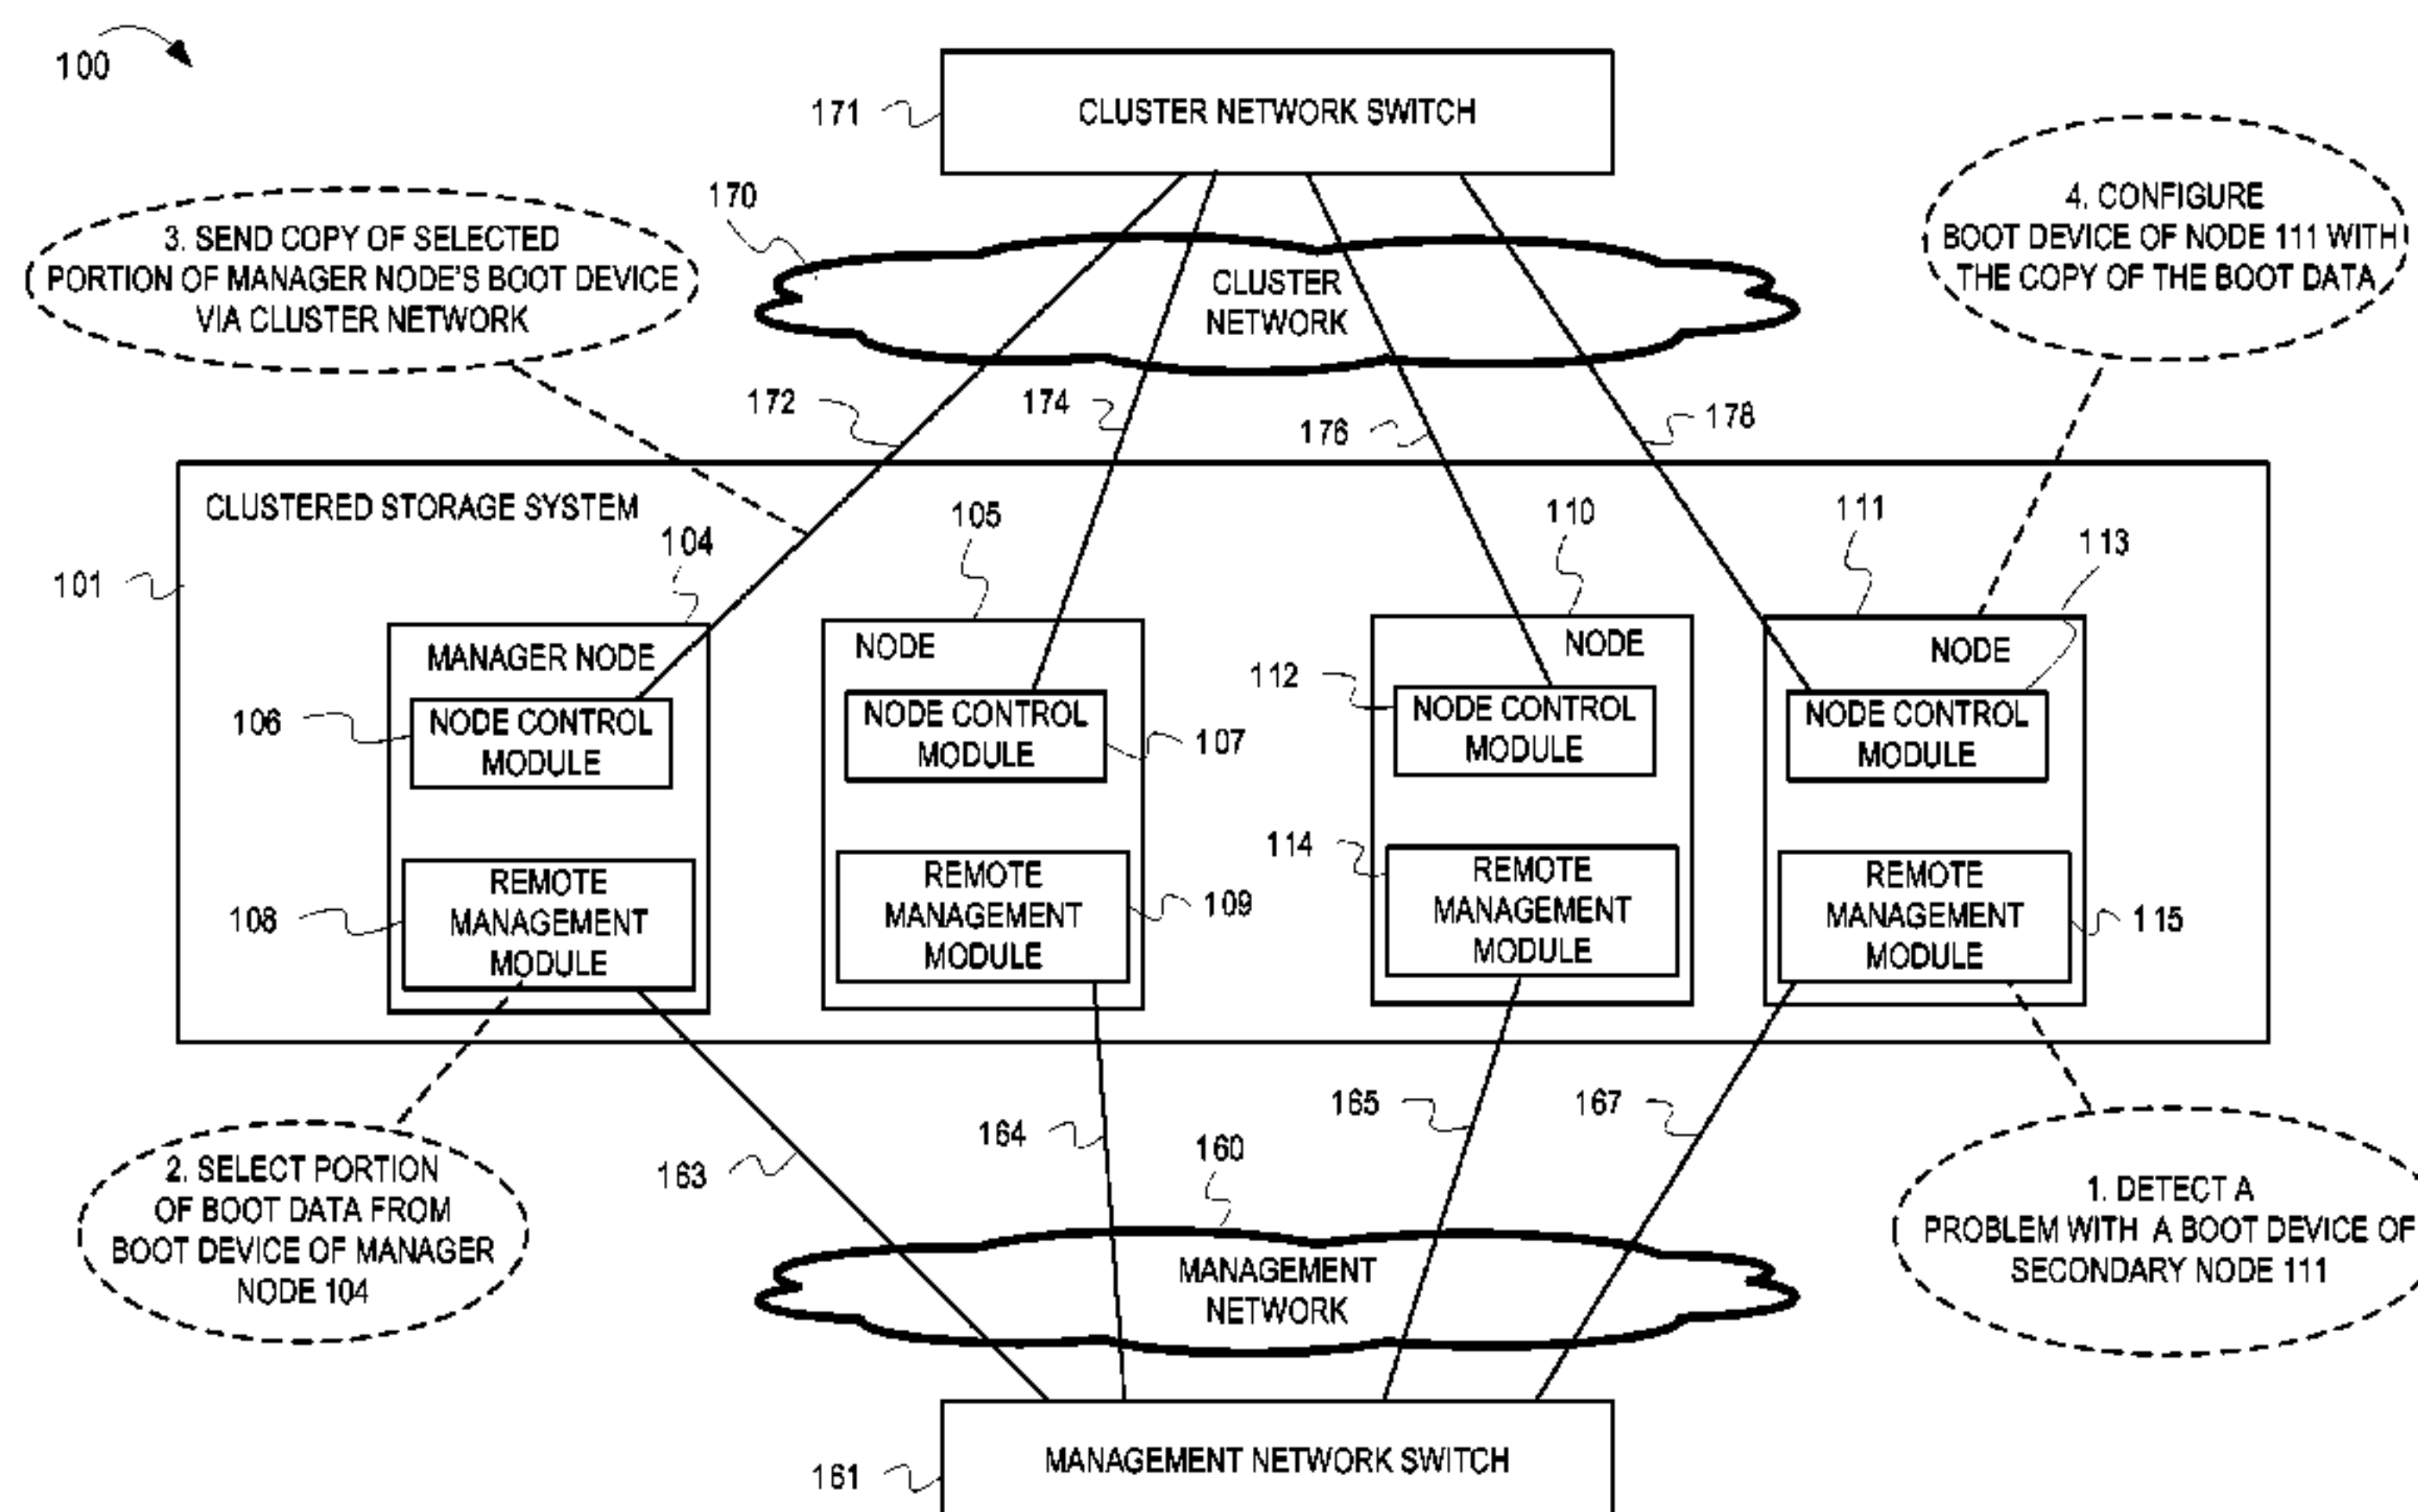 100
171
CLUSTER NETWORK SWITCH
170
CLUSTER
NETWORK
3. SEND COPY OF SELECTED
PORTION OF MANAGER NODE'S BOOT DEVICE
VIA CLUSTER NETWORK
4. CONFIGURE
BOOT DEVICE OF NODE 111 WITH
THE COPY OF THE BOOT DATA
172
174
176
178
CLUSTERED STORAGE SYSTEM
101
104
105
110
111
113
MANAGER NODE
NODE
NODE
NODE
106
NODE CONTROL
MODULE
NODE CONTROL
MODULE
107
112
NODE CONTROL
MODULE
NODE CONTROL
MODULE
108
REMOTE
MANAGEMENT
MODULE
REMOTE
MANAGEMENT
MODULE
109
114
REMOTE
MANAGEMENT
MODULE
REMOTE
MANAGEMENT
MODULE
115
163
164
165
167
160
2. SELECT PORTION
OF BOOT DATA FROM
BOOT DEVICE OF MANAGER
NODE 104
1. DETECT A
PROBLEM WITH A BOOT DEVICE OF
SECONDARY NODE 111
MANAGEMENT
NETWORK
161
MANAGEMENT NETWORK SWITCH